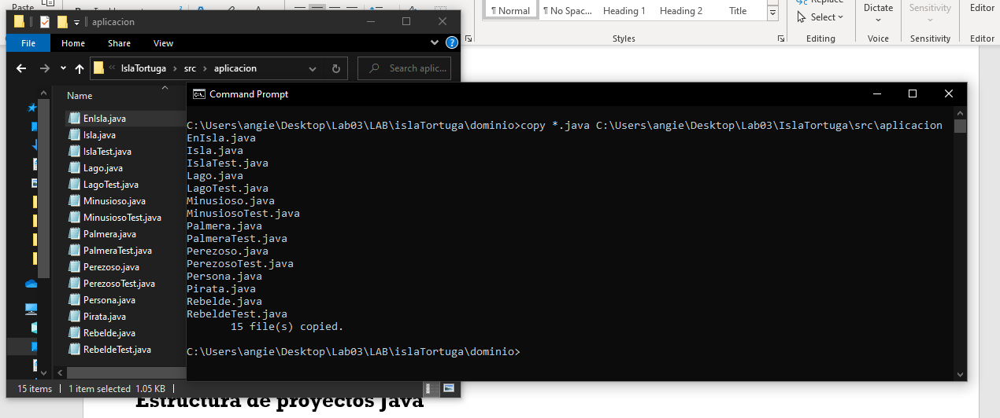 Paste
¶ Normal
¶ No Spac...
Heading 1
Heading 2
Title
Styles
Replace
Select
Editing
Dictate
Voice
Sensitivity
Sensitivity
Editor
Editor
aplicacion
File
Home
Share
View
IslaTortuga > src > aplicacion
Search aplic...
Name
EnIsla.java
Isla.java
IslaTest.java
Lago.java
LagoTest.java
Minusioso.java
MinusiosoTest.java
Palmera.java
PalmeraTest.java
Perezoso.java
PerezosoTest.java
Persona.java
Pirata.java
Rebelde.java
RebeldeTest.java
15 items
1 item selected 1.05 KB
Command Prompt
C:\Users\angie\Desktop\Lab03\LAB\islaTortuga\dominio>copy *.java C:\Users\angie\Desktop\Lab03\IslaTortuga\src\aplicacion
EnIsla.java
Isla.java
IslaTest.java
Lago.java
LagoTest.java
Minusioso.java
MinusiosoTest.java
Palmera.java
PalmeraTest.java
Perezoso.java
PerezosoTest.java
Persona.java
Pirata.java
Rebelde.java
RebeldeTest.java
15 file(s) copied.
C:\Users\angie\Desktop\Lab03\LAB\islaTortuga\dominio>
Estructura de proyectos Java